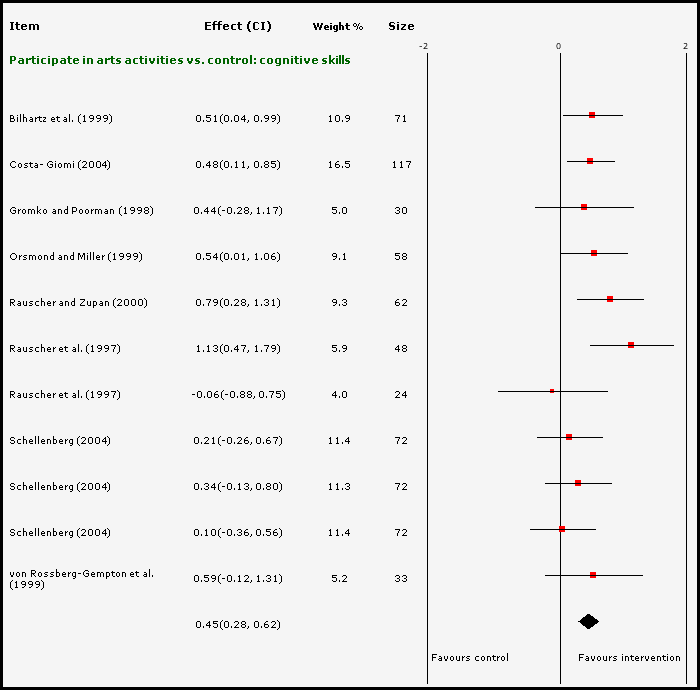 Item Effect (CI) Weight % Size
-2 0 2
Participate in arts activities vs. control: cognitive skills
Bilhartz et al. (1999) 0.51(0.04, 0.99) 10.9 71
Costa- Giomi (2004) 0.48(0.11, 0.85) 16.5 117
Gromko and Poorman (1998) 0.44(-0.28, 1.17) 5.0 30
Orsmond and Miller (1999) 0.54(0.01, 1.06) 9.1 58
Rauscher and Zupan (2000) 0.79(0.28, 1.31) 9.3 62
Rauscher et al. (1997) 1.13(0.47, 1.79) 5.9 48
Rauscher et al. (1997) -0.06(-0.88, 0.75) 4.0 24
Schellenberg (2004) 0.21(-0.26, 0.67) 11.4 72
Schellenberg (2004) 0.34(-0.13, 0.80) 11.3 72
Schellenberg (2004) 0.10(-0.36, 0.56) 11.4 72
von Rossberg-Gempton et al.
(1999) 0.59(-0.12, 1.31) 5.2 33
0.45(0.28, 0.62)
Favours control Favours intervention